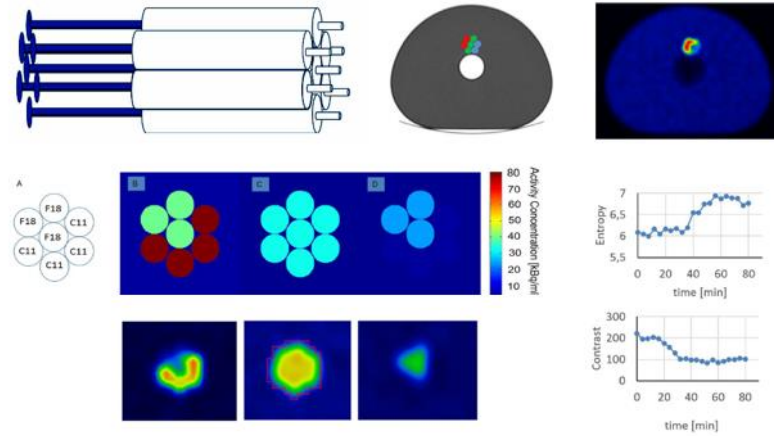 A
F18
F18
C11
F18
C11
C11
C11
B
C
D
80
70
60
50
40
30
20
10
Activity Concentration [kBq/ml
7
6,5
6
5,5
Entropy
0
20
40
60
80
time [min]
300
200
100
0
Contrast
0
20
40
60
80
time [min]